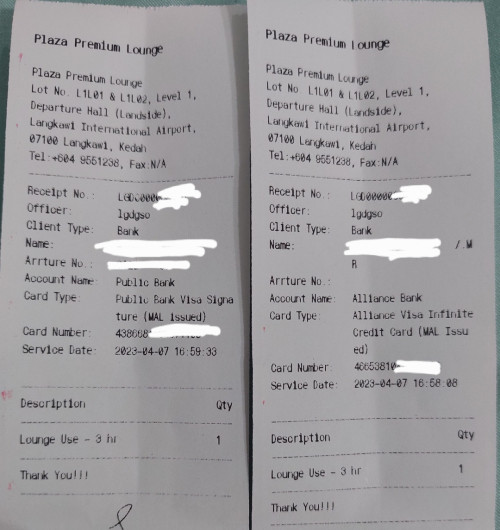 Plaza Premium Lounge
Plaza Premium Lounge
Lot No. L1L01 & L1L02, Level 1,
Departure Hall (Landside),
Langkawi International Airport,
07100 Langkawi, Kedah
Tel:+604 9551238, Fax:N/A
Receipt No.: LGD0000
Officer: lgdgso
Client Type: Bank
Name:
Arrture No.:
Account Name: Public Bank
Card Type: Public Bank Visa Signa
ture (MAL issued)
Card Number: 438668
Service Date: 2023-04-07 16:59:33
Description Qty
Lounge Use - 3 hr 1
Thank You!!!
Plaza Premium Lounge
Plaza Premium Lounge
Lot No. L1L01 & L1L02, Level 1,
Departure Hall (Landside),
Langkawi International Airport,
07100 Langkawi, Kedah
Tel:+604 9551238, Fax:N/A
Receipt No.: LGD00000
Officer: lgdgso
Client Type: Bank
Name: /.M
R
Arrture No.:
Account Name: Alliance Bank
Card Type: Alliance Visa Infinite
Credit Card (MAL Issu
ed)
Card Number: 46653810
Service Date: 2023-04-07 16:58:08
Description Qty
Lounge Use - 3 hr 1
Thank You!!!